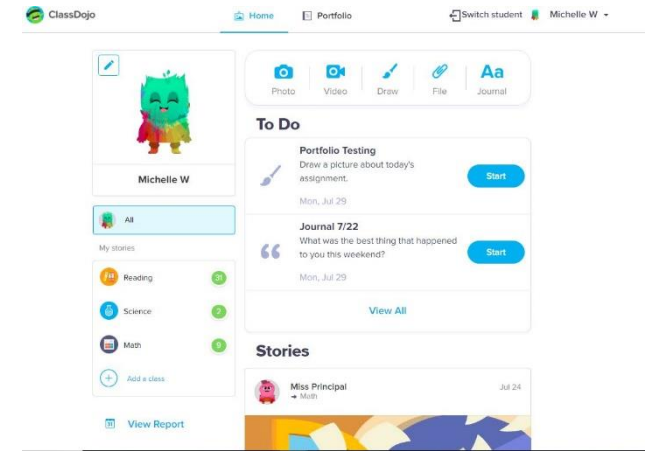 ClassDojo
Home
Portfolio
Switch student
Michelle W
Michelle W
All
My stories
Reading
31
Science
2
Math
9
Add a class
View Report
Photo
Video
Draw
File
Aa
Journal
To Do
Portfolio Testing
Draw a picture about today's
assignment.
Mon, Jul 29
Start
Journal 7/22
What was the best thing that happened
to you this weekend?
Mon, Jul 29
Start
View All
Stories
Miss Principal
Jul 24
→ Math